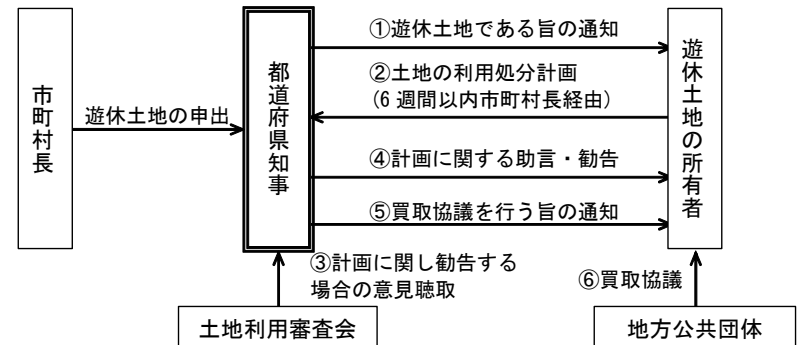 ①遊休土地である旨の通知
②土地の利用処分計画
(6 週間以内市町村長経由)
市町村長
遊休土地の申出
都道府県知事
遊休土地の所有者
④計画に関する助言・勧告
⑤買取協議を行う旨の通知
③計画に関し勧告する
場合の意見聴取
⑥買取協議
土地利用審査会
地方公共団体